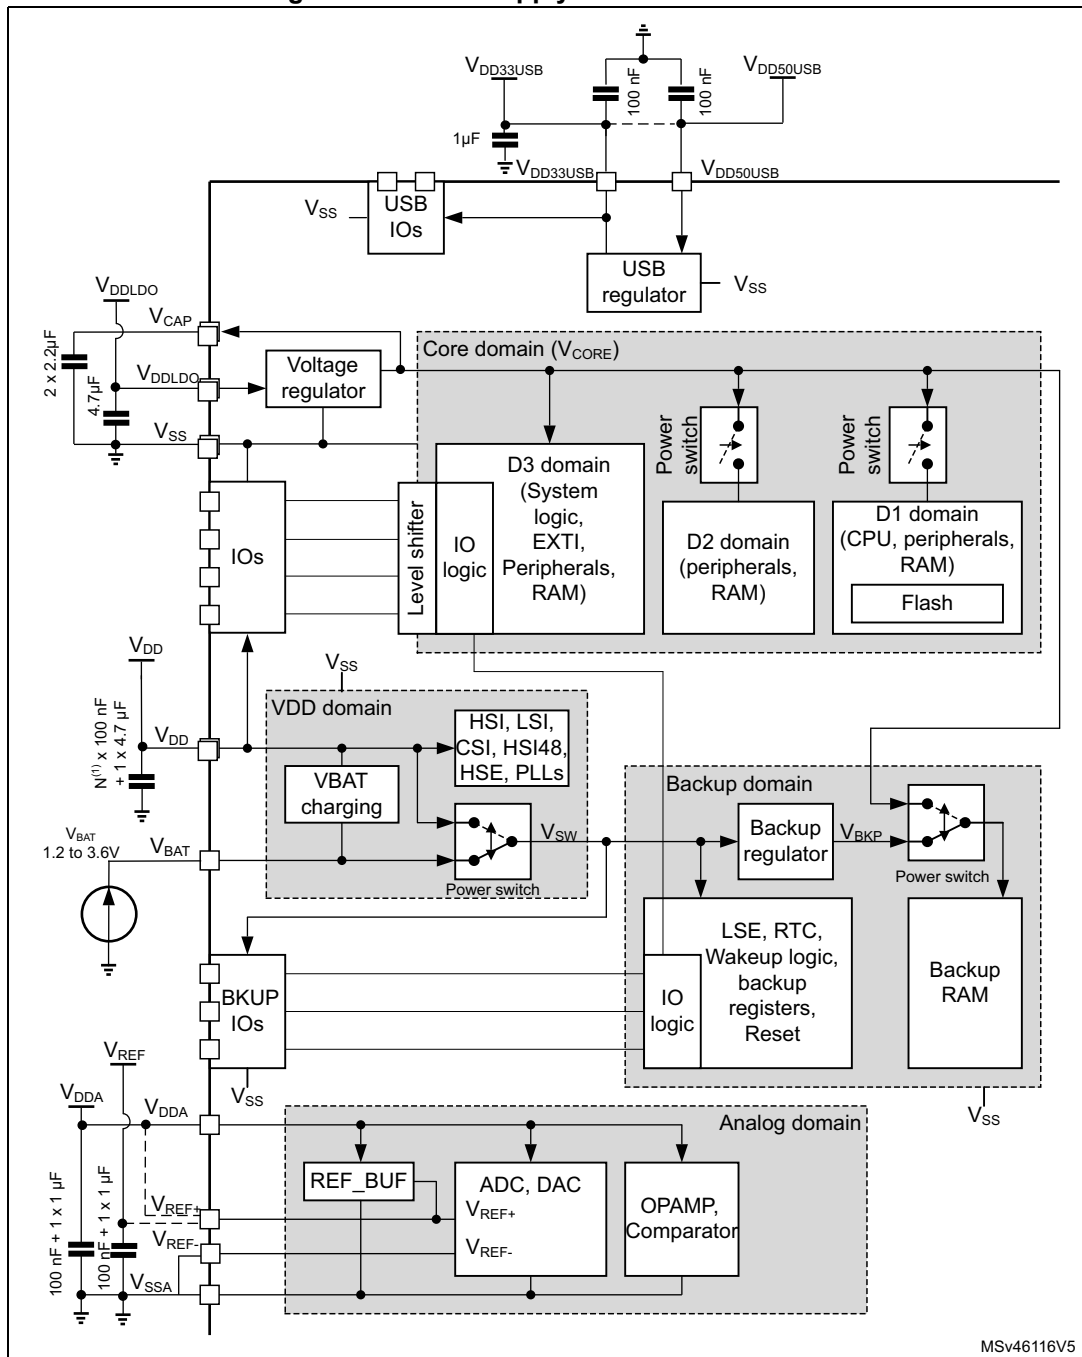 VDD33USB
100 nF
100 nF
VDD50USB
1µF
VDD33USB
VDD50USB
VSS
USB
IOs
USB
regulator
VSS
VDDLDO
VCAP
2 x 2.2µF
VDDLDO
4.7µF
VSS
Voltage
regulator
Core domain (VCORE)
Power
switch
Power
switch
D3 domain
(System
logic,
EXTI,
Peripherals,
RAM)
IO
logic
Level shifter
IOs
D2 domain
(peripherals,
RAM)
D1 domain
(CPU, peripherals,
RAM)
Flash
VDD
N(1) x 100 nF
+ 1 x 4.7 µF
VDD
VSS
VDD domain
HSI, LSI,
CSI, HSI48,
HSE, PLLs
VBAT
charging
Power switch
VSW
VBAT
1.2 to 3.6V
VBAT
Backup domain
Backup
regulator
VBKP
Power switch
LSE, RTC,
Wakeup logic,
backup
registers,
Reset
IO
logic
Backup
RAM
VSS
BKUP
IOs
VSS
VREF
VDDA
VDDA
100 nF + 1 x 1 µF
100 nF + 1 x 1 µF
VREF+
VREF-
VSSA
Analog domain
REF_BUF
ADC, DAC
VREF+
VREF-
OPAMP,
Comparator
MSv46116V5